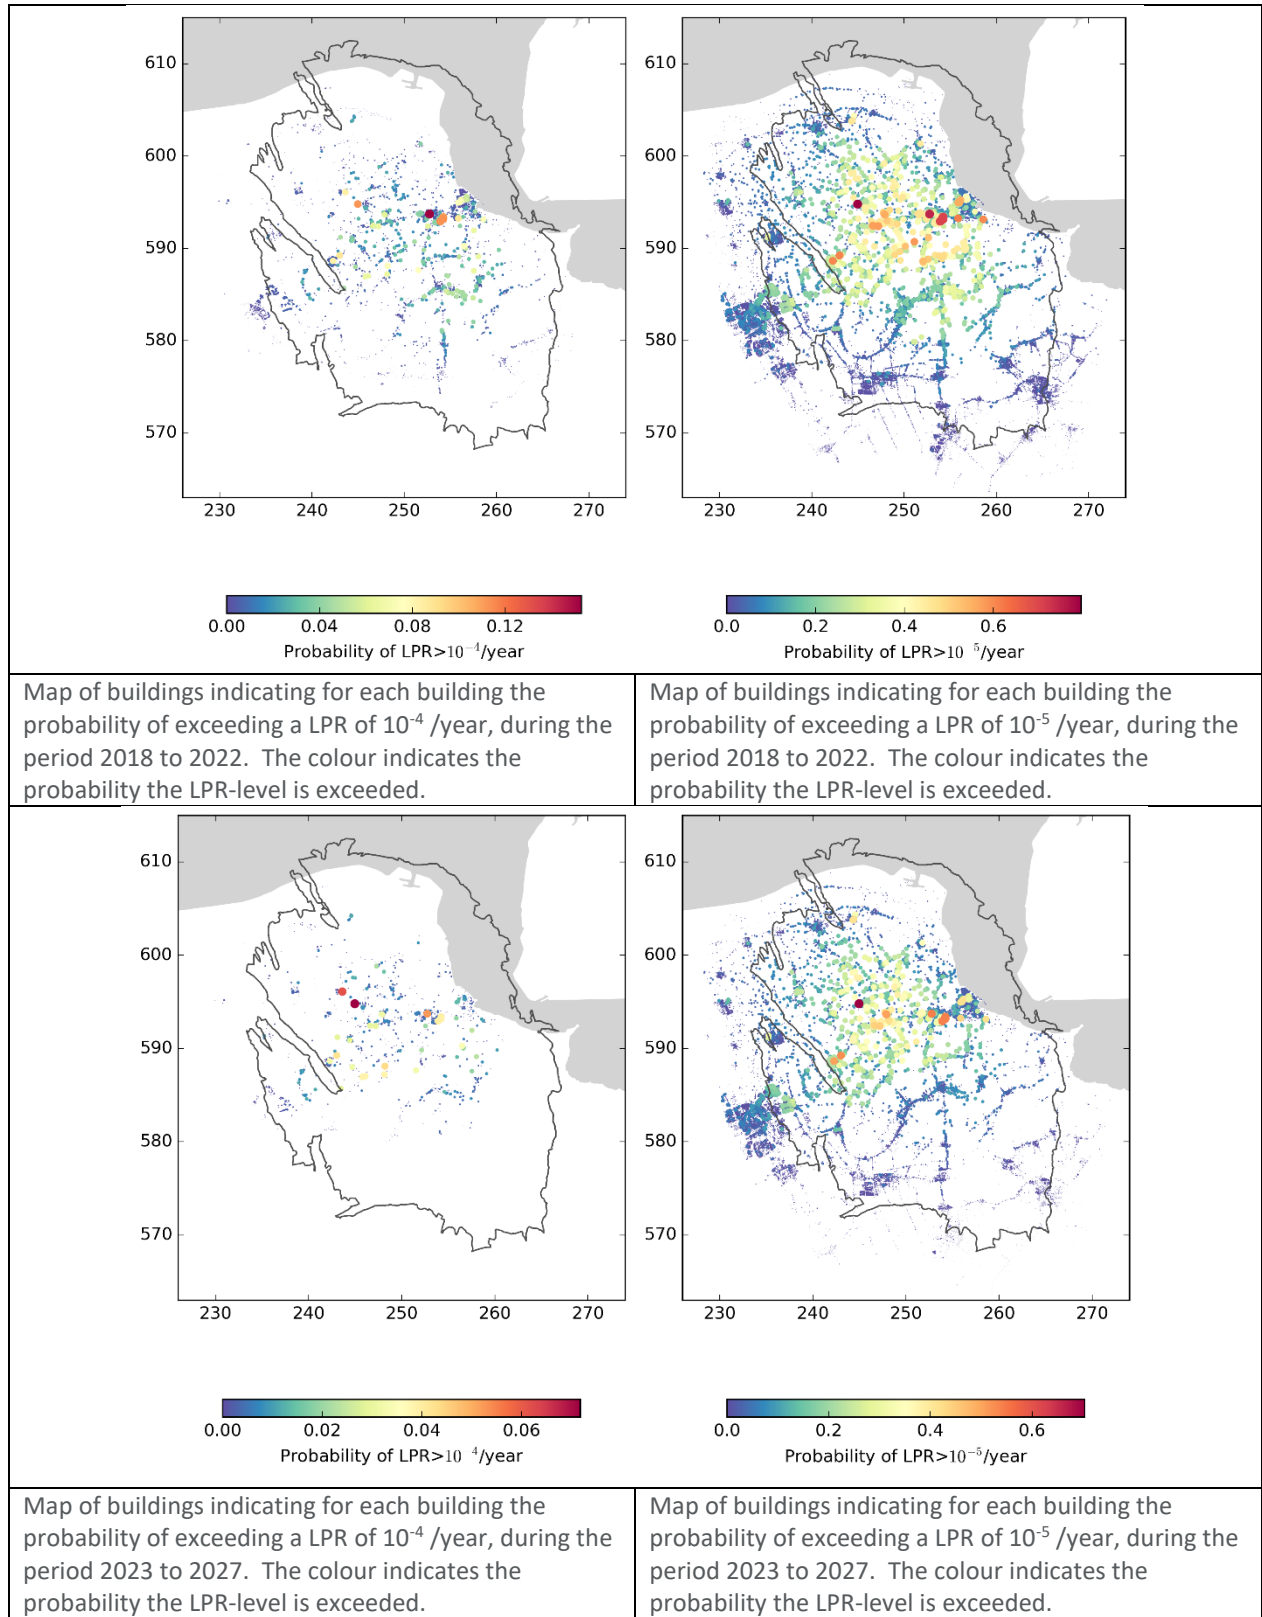 610
600
590
580
570
230 240 250 260 270
0.00 0.04 0.08 0.12
Probability of LPR>10⁻⁴/year
610
600
590
580
570
230 240 250 260 270
0.0 0.2 0.4 0.6
Probability of LPR>10 ⁵/year
Map of buildings indicating for each building the
probability of exceeding a LPR of 10⁻⁴ /year, during the
period 2018 to 2022. The colour indicates the
probability the LPR-level is exceeded.
Map of buildings indicating for each building the
probability of exceeding a LPR of 10⁻⁵ /year, during the
period 2018 to 2022. The colour indicates the
probability the LPR-level is exceeded.
610
600
590
580
570
230 240 250 260 270
0.00 0.02 0.04 0.06
Probability of LPR>10 ⁴/year
610
600
590
580
570
230 240 250 260 270
0.0 0.2 0.4 0.6
Probability of LPR>10⁻⁵/year
Map of buildings indicating for each building the
probability of exceeding a LPR of 10⁻⁴ /year, during the
period 2023 to 2027. The colour indicates the
probability the LPR-level is exceeded.
Map of buildings indicating for each building the
probability of exceeding a LPR of 10⁻⁵ /year, during the
period 2023 to 2027. The colour indicates the
probability the LPR-level is exceeded.